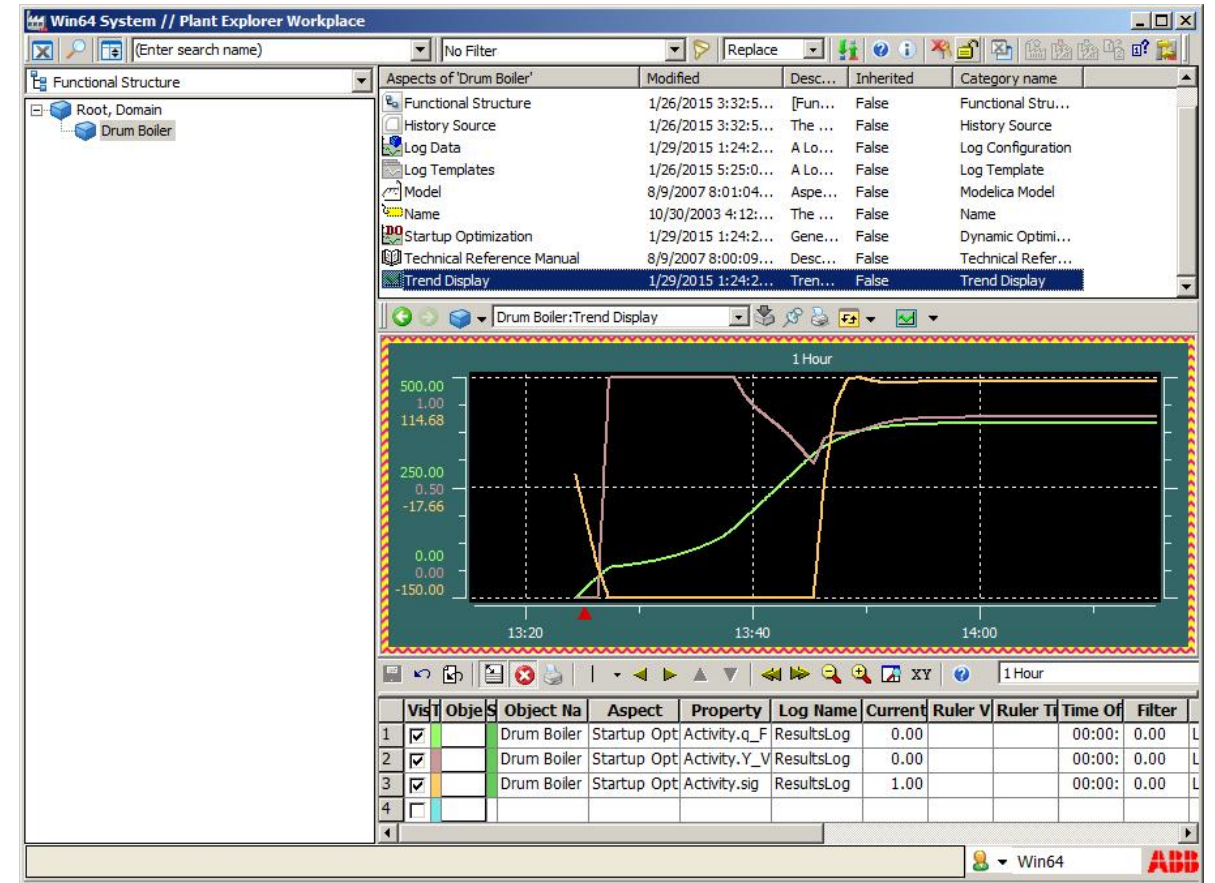 Win64 System // Plant Explorer Workplace
(Enter search name) No Filter Replace
Functional Structure
Root, Domain
Drum Boiler
Aspects of 'Drum Boiler' Modified Desc... Inherited Category name
Functional Structure 1/26/2015 3:32:5... [Fun... False Functional Stru...
History Source 1/26/2015 3:32:5... The ... False History Source
Log Data 1/29/2015 1:24:2... A Lo... False Log Configuration
Log Templates 1/26/2015 5:25:0... A Lo... False Log Template
Model 8/9/2007 8:01:04... Aspe... False Modelica Model
Name 10/30/2003 4:12:... The ... False Name
Startup Optimization 1/29/2015 1:24:2... Gene... False Dynamic Optimi...
Technical Reference Manual 8/9/2007 8:00:09... Desc... False Technical Refer...
Trend Display 1/29/2015 1:24:2... Tren... False Trend Display
Drum Boiler:Trend Display
1 Hour
500.00
1.00
114.68
250.00
0.50
-17.66
0.00
0.00
-150.00
13:20 13:40 14:00
XY 1 Hour
Vis T Obje S Object Na Aspect Property Log Name Current Ruler V Ruler Ti Time Of Filter
1 Drum Boiler Startup Opt Activity.q_F ResultsLog 0.00 00:00: 0.00 L
2 Drum Boiler Startup Opt Activity.Y_V ResultsLog 0.00 00:00: 0.00 L
3 Drum Boiler Startup Opt Activity.sig ResultsLog 1.00 00:00: 0.00 L
4
Win64 ABB